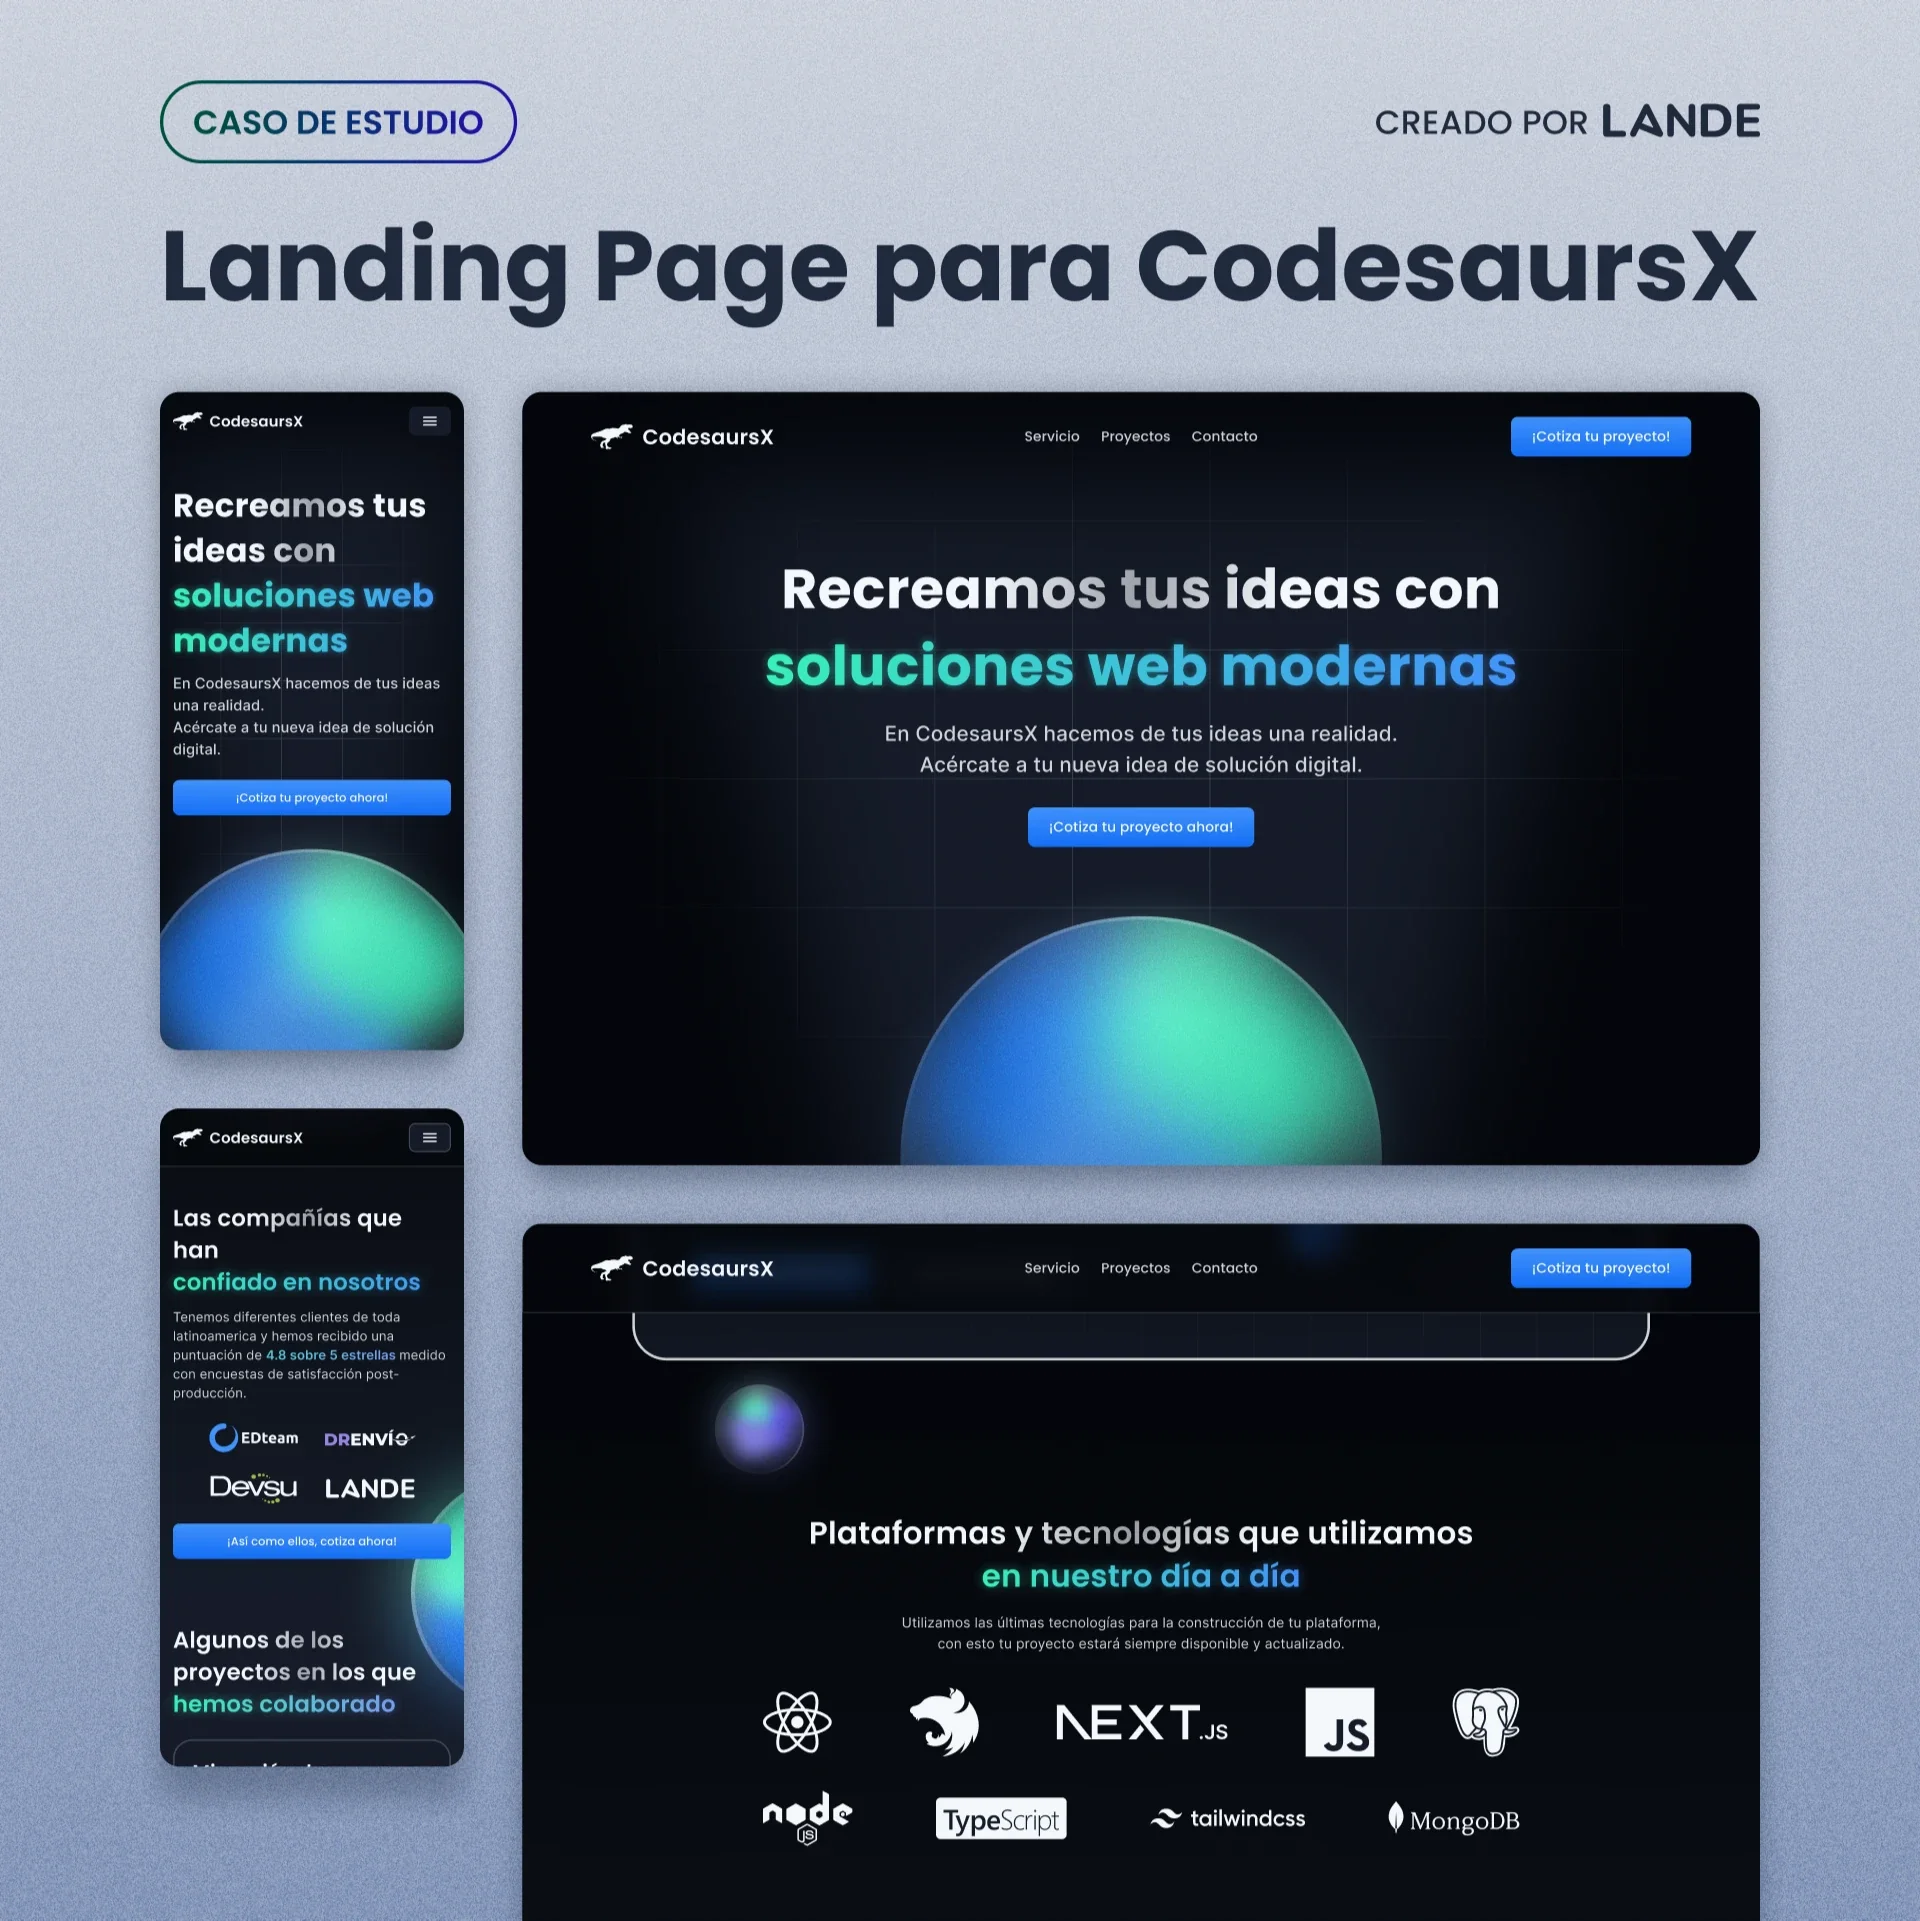 CASO DE ESTUDIO
CREADO POR LANDE
Landing Page para CodesaursX
CodesaursX
Recreamos tus
ideas con
soluciones web
modernas
En CodesaursX hacemos de tus ideas
una realidad.
Acércate a tu nueva idea de solución
digital.
¡Cotiza tu proyecto ahora!
CodesaursX
Servicio Proyectos Contacto
¡Cotiza tu proyecto!
Recreamos tus ideas con
soluciones web modernas
En CodesaursX hacemos de tus ideas una realidad.
Acércate a tu nueva idea de solución digital.
¡Cotiza tu proyecto ahora!
CodesaursX
Las compañías que
han
confiado en nosotros
Tenemos diferentes clientes de toda
latinoamerica y hemos recibido una
puntuación de 4.8 sobre 5 estrellas medido
con encuestas de satisfacción post-
producción.
EDteam DRENVÍO
Devsu LANDE
¡Así como ellos, cotiza ahora!
Algunos de los
proyectos en los que
hemos colaborado
CodesaursX
Servicio Proyectos Contacto
¡Cotiza tu proyecto!
Plataformas y tecnologías que utilizamos
en nuestro día a día
Utilizamos las últimas tecnologías para la construcción de tu plataforma,
con esto tu proyecto estará siempre disponible y actualizado.
NEXT.JS JS
node JS TypeScript tailwindcss MongoDB